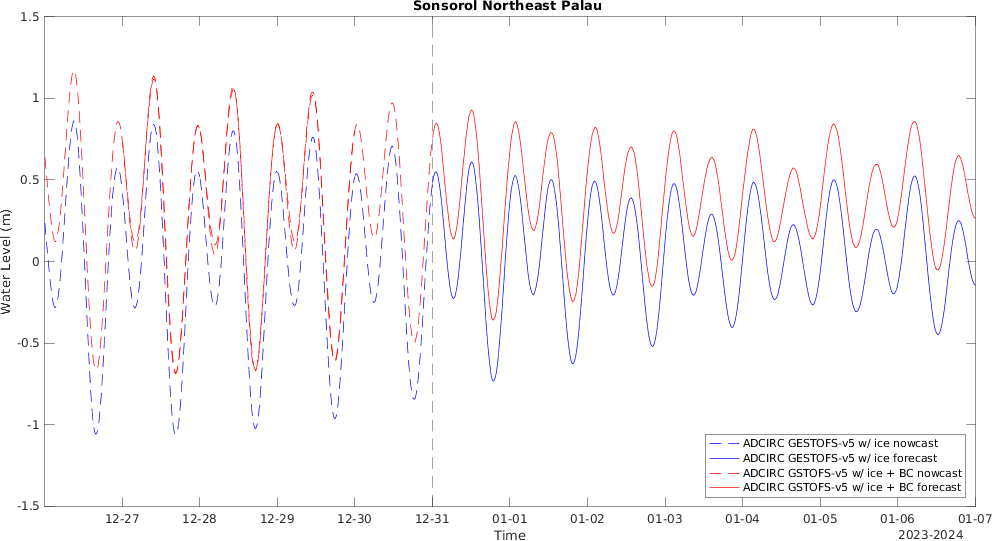 Sonsorol Northeast Palau
1.5
1
0.5
0
-0.5
-1
-1.5
Water Level (m)
ADCIRC GESTOFS-v5 w/ ice nowcast
ADCIRC GESTOFS-v5 w/ ice forecast
ADCIRC GSTOFS-v5 w/ ice + BC nowcast
ADCIRC GSTOFS-v5 w/ ice + BC forecast
12-27 12-28 12-29 12-30 12-31 01-01 01-02 01-03 01-04 01-05 01-06 01-07
Time
2023-2024